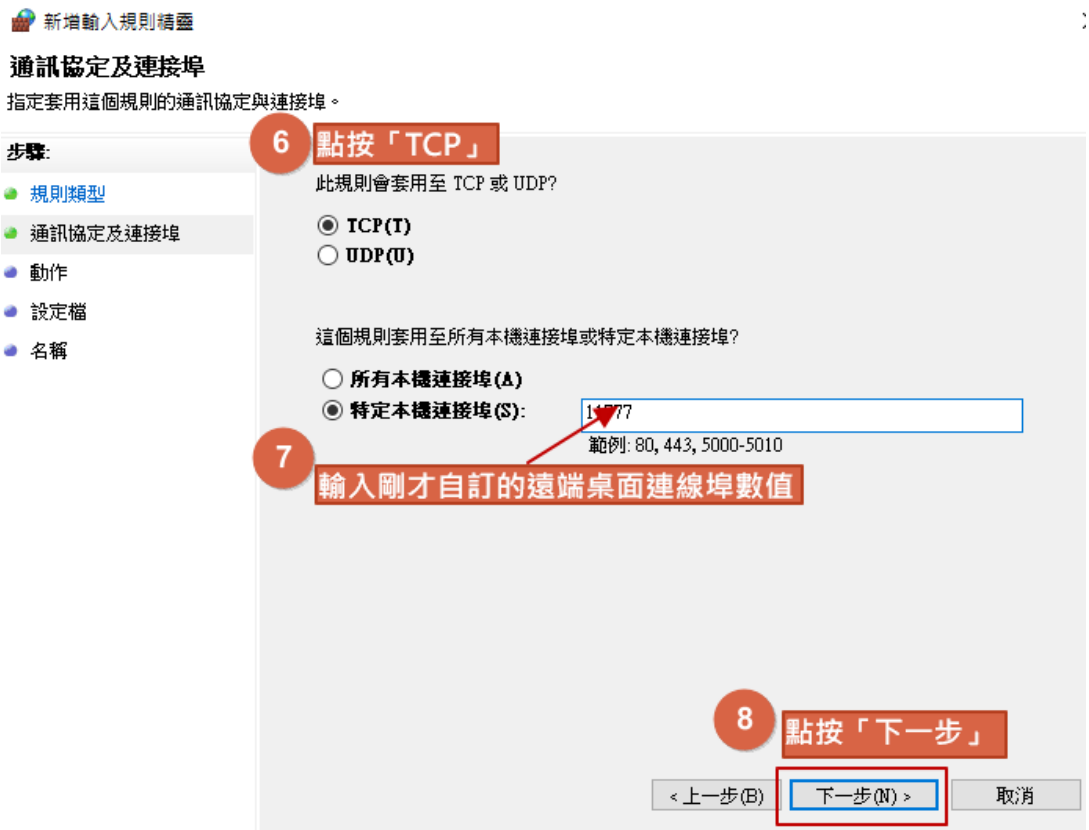 新增輸入規則精靈
通訊協定及連接埠
指定套用這個規則的通訊協定與連接埠。
步驟:
規則類型
通訊協定及連接埠
動作
設定檔
名稱
6
點按「TCP」
此規則會套用至 TCP 或 UDP?
TCP(T)
UDP(U)
這個規則套用至所有本機連接埠或特定本機連接埠?
所有本機連接埠(A)
特定本機連接埠(S):
範例: 80, 443, 5000-5010
7
輸入剛才自訂的遠端桌面連線埠數值
8
點按「下一步」
<上一步(B)
下一步(N) >
取消